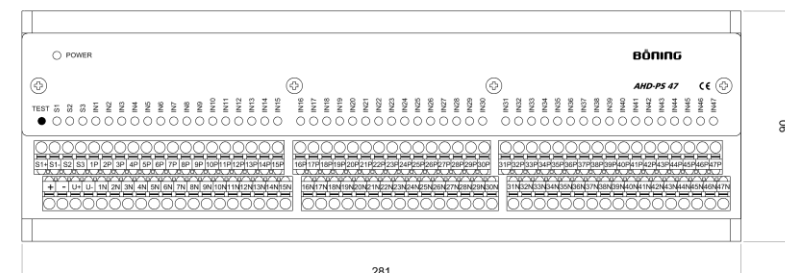 POWER
BÖNING
AHD-PS 47 CE
TEST S1 S2 S3 IN1 IN2 IN3 IN4 IN5 IN6 IN7 IN8 IN9 IN10 IN11 IN12 IN13 IN14 IN15 IN16 IN17 IN18 IN19 IN20 IN21 IN22 IN23 IN24 IN25 IN26 IN27 IN28 IN29 IN30 IN31 IN32 IN33 IN34 IN35 IN36 IN37 IN38 IN39 IN40 IN41 IN42 IN43 IN44 IN45 IN46 IN47
S1+ S1- S2 S3 1P 2P 3P 4P 5P 6P 7P 8P 9P 10P 11P 12P 13P 14P 15P 16P 17P 18P 19P 20P 21P 22P 23P 24P 25P 26P 27P 28P 29P 30P 31P 32P 33P 34P 35P 36P 37P 38P 39P 40P 41P 42P 43P 44P 45P 46P 47P
+ - U+ U- 1N 2N 3N 4N 5N 6N 7N 8N 9N 10N 11N 12N 13N 14N 15N 16N 17N 18N 19N 20N 21N 22N 23N 24N 25N 26N 27N 28N 29N 30N 31N 32N 33N 34N 35N 36N 37N 38N 39N 40N 41N 42N 43N 44N 45N 46N 47N
281